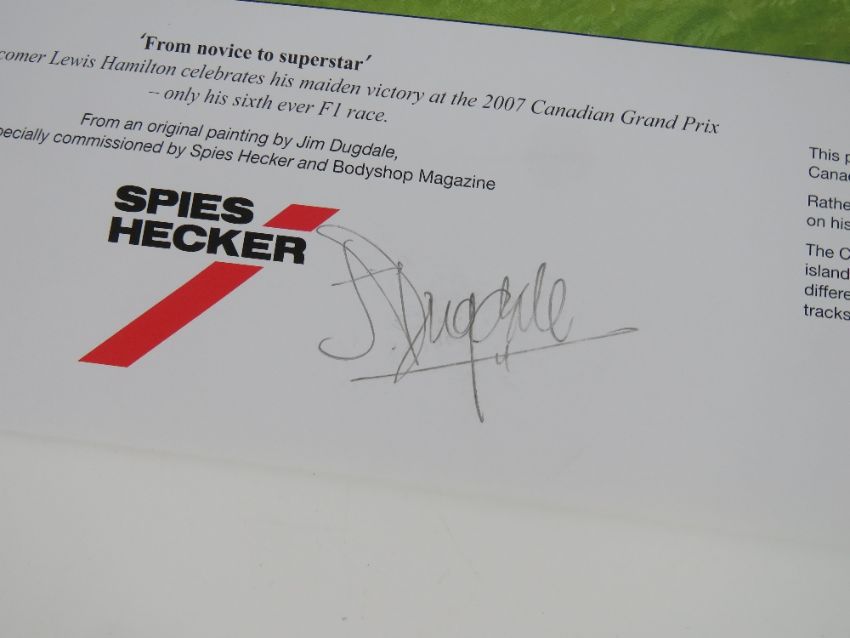 'From novice to superstar'
comer Lewis Hamilton celebrates his maiden victory at the 2007 Canadian Grand Prix
– only his sixth ever F1 race.
From an original painting by Jim Dugdale,
pecially commissioned by Spies Hecker and Bodyshop Magazine
SPIES
HECKER
J. Dugdale
This p
Cana
Rathe
on his
The C
island
differe
tracks